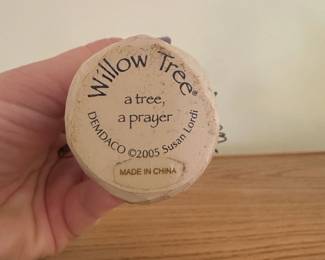 Willow Tree®
a tree,
a prayer
DEMDACO ©2005 Susan Lordi
MADE IN CHINA